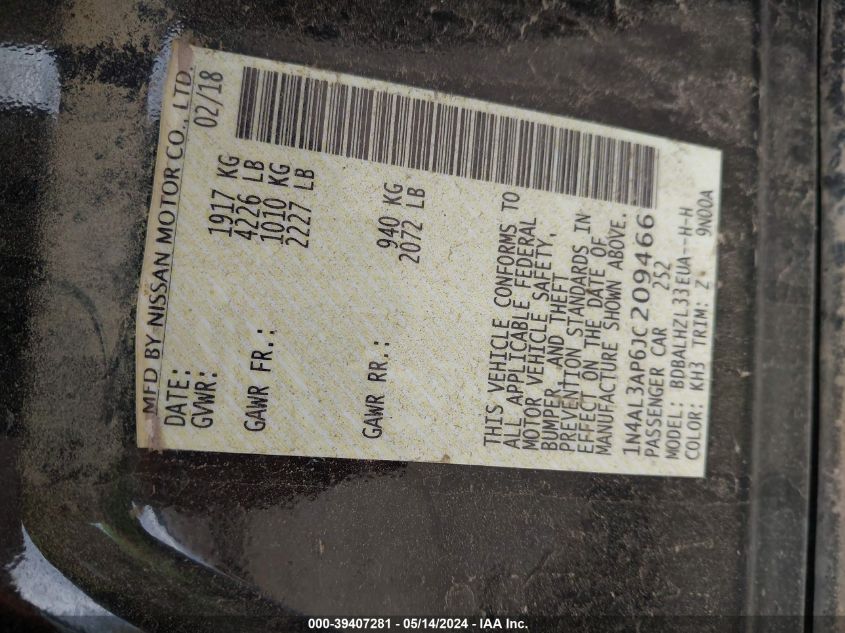 MFD BY NISSAN MOTOR CO., LTD.
DATE: 02/18
GVWR: 1917 KG
4226 LB
GAWR FR.: 1010 KG
2227 LB
GAWR RR.: 940 KG
2072 LB
THIS VEHICLE CONFORMS TO
ALL APPLICABLE FEDERAL
MOTOR VEHICLE SAFETY,
BUMPER, AND THEFT
PREVENTION STANDARDS IN
EFFECT ON THE DATE OF
MANUFACTURE SHOWN ABOVE.
1N4AL3AP6JC209466
PASSENGER CAR 2S2
MODEL: BDBALHZL33EUA--H-H
COLOR: KH3 TRIM: Z 9N00A
000-39407281 - 05/14/2024 - IAA Inc.